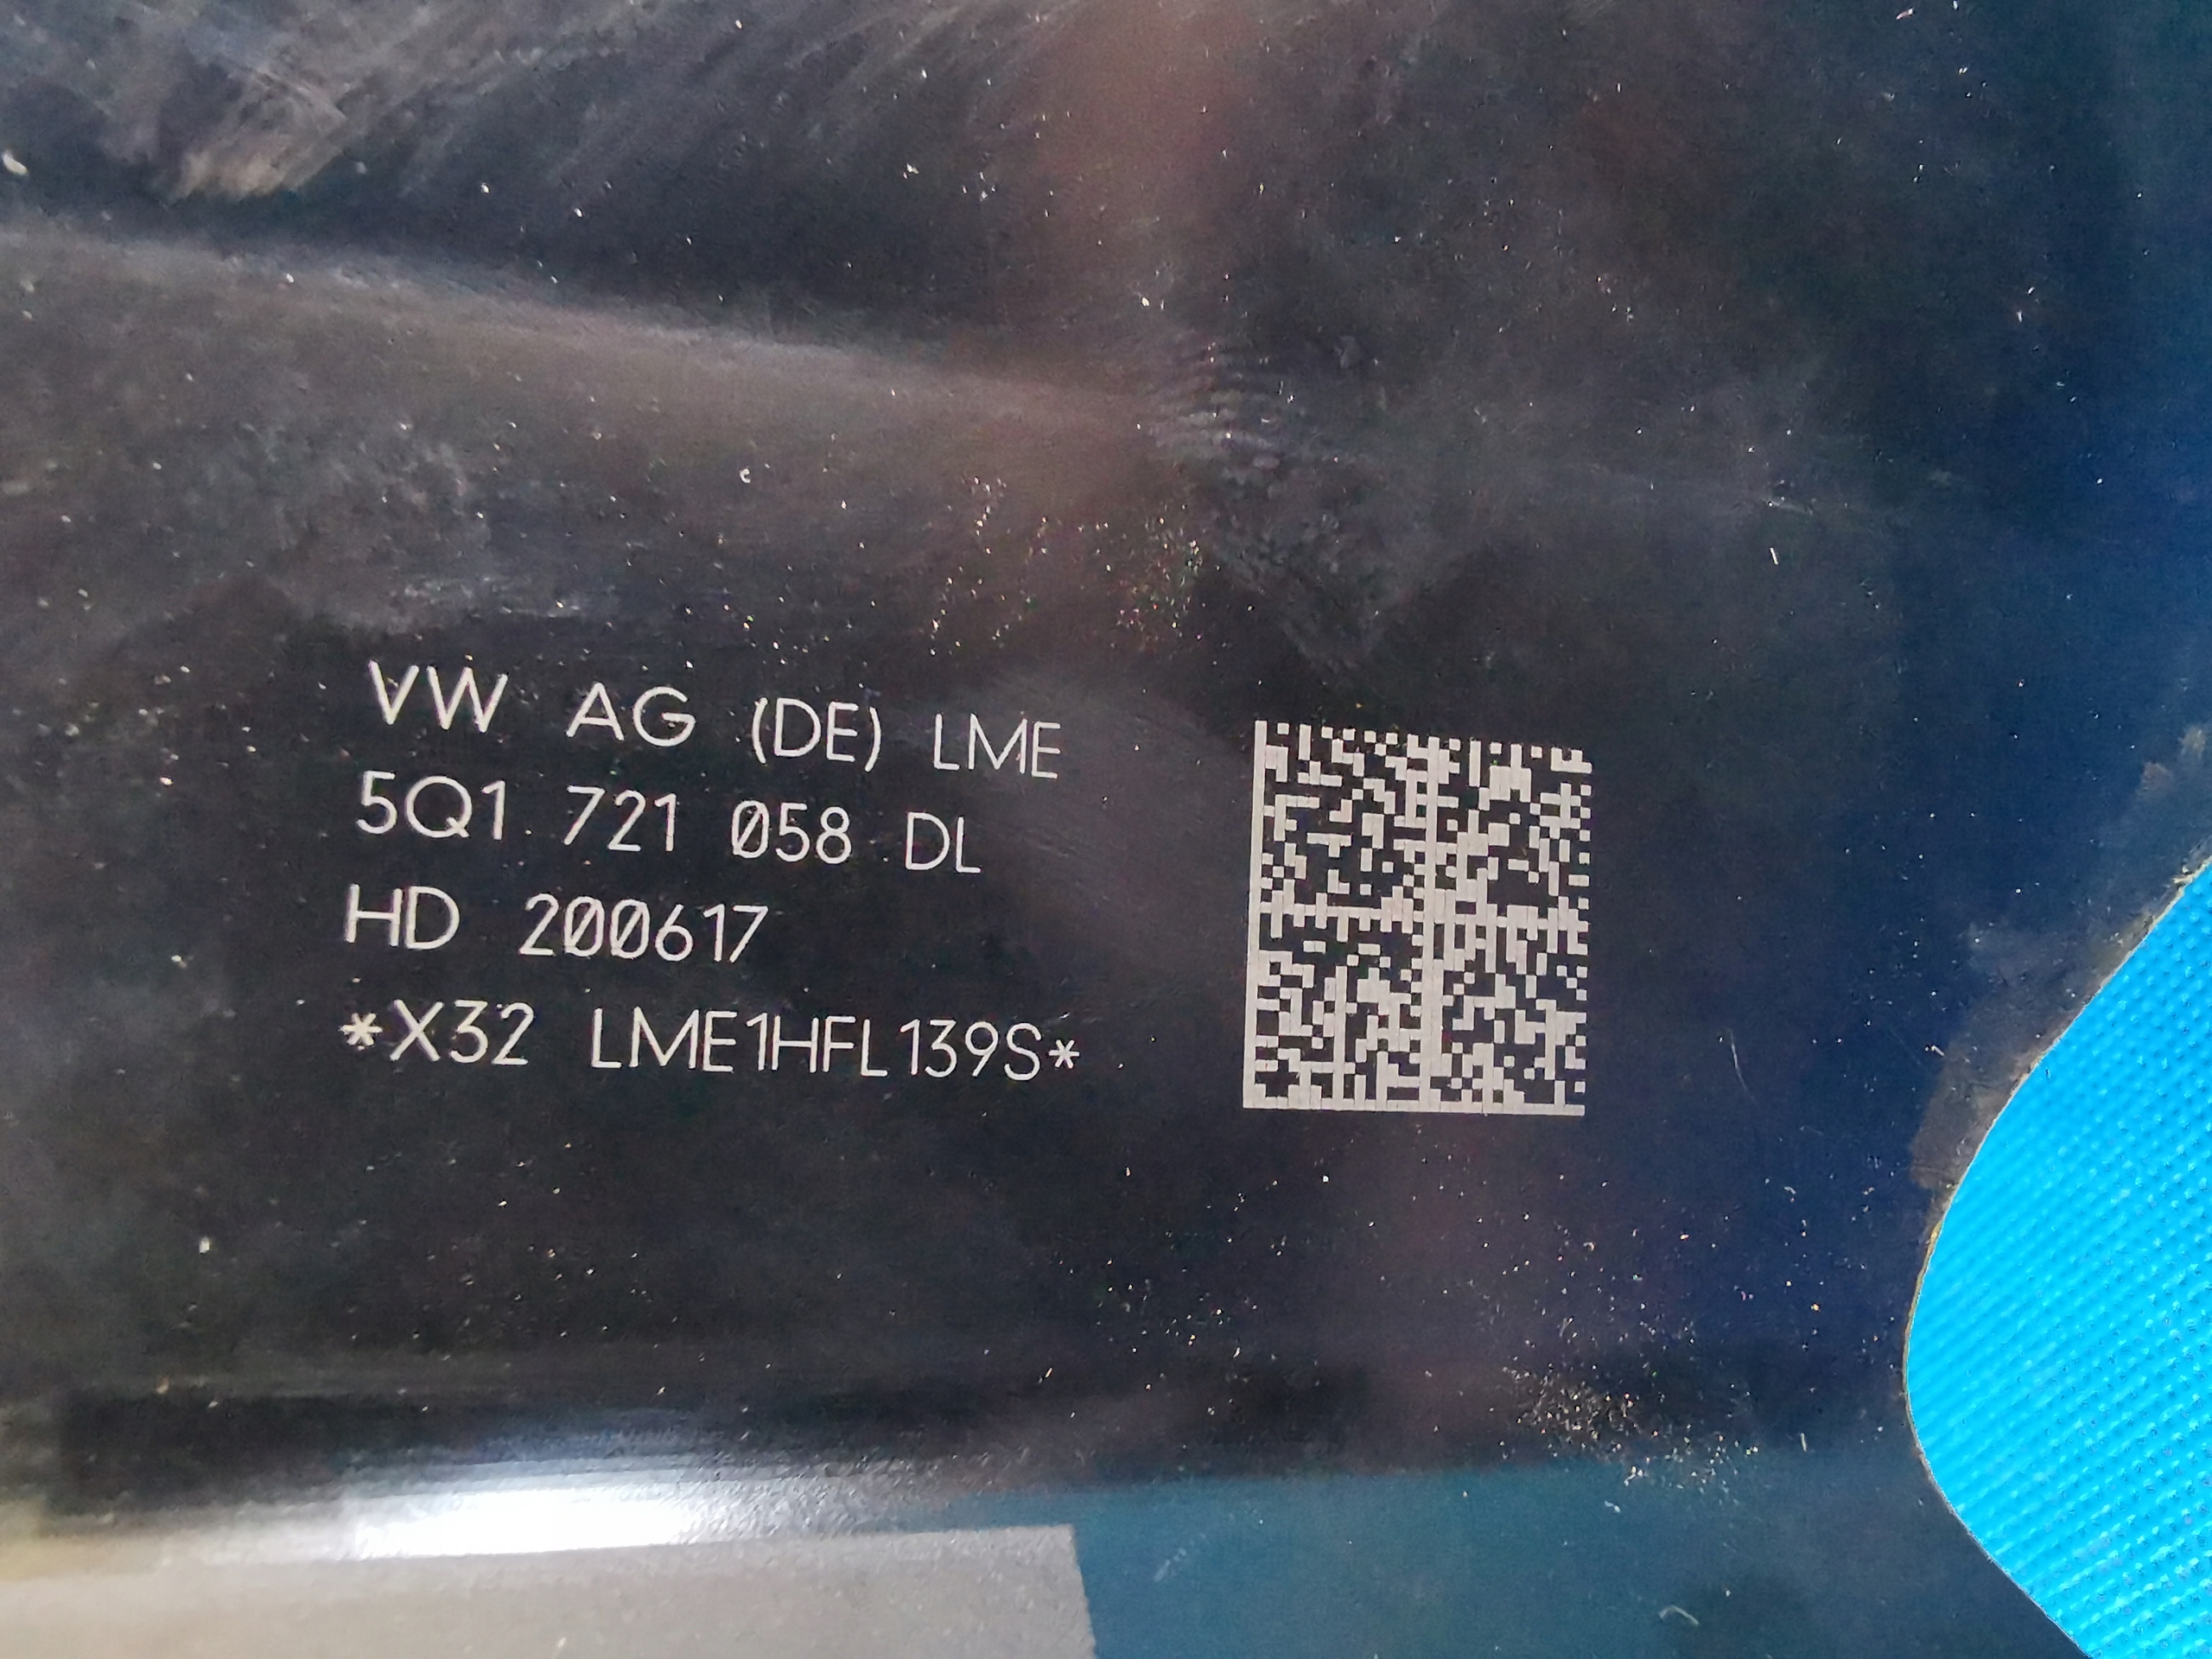 VW AG (DE) LME
5Q1 721 058 DL
HD 200617
*X32 LME1HFL139S*